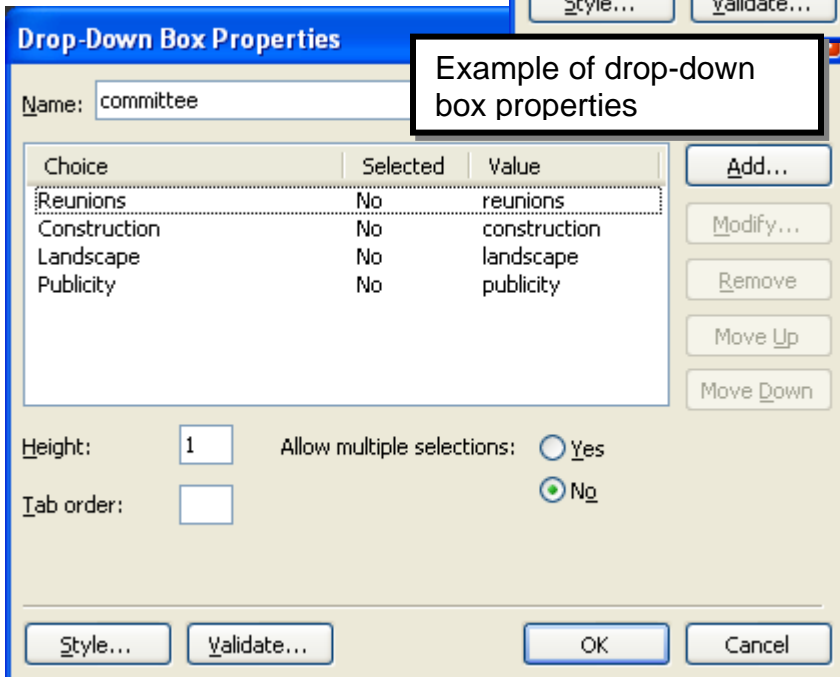 Style... Validate...
Drop-Down Box Properties
Example of drop-down
box properties
Name: committee
Choice Selected Value
Reunions No reunions
Construction No construction
Landscape No landscape
Publicity No publicity
Add...
Modify...
Remove
Move Up
Move Down
Height: 1 Allow multiple selections: Yes
No
Tab order:
Style... Validate... OK Cancel